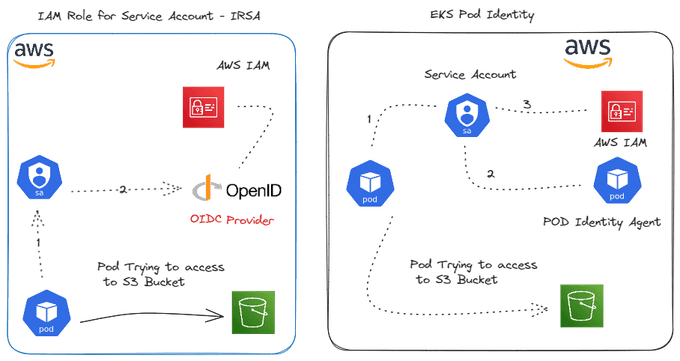 IAM Role for Service Account - IRSA
aws
AWS IAM
sa
2
OpenID
OIDC Provider
1
Pod Trying to access
to S3 Bucket
pod
EKS Pod Identity
aws
Service Account
1
sa
3
AWS IAM
2
pod
pod
POD Identity Agent
Pod Trying to access
to S3 Bucket